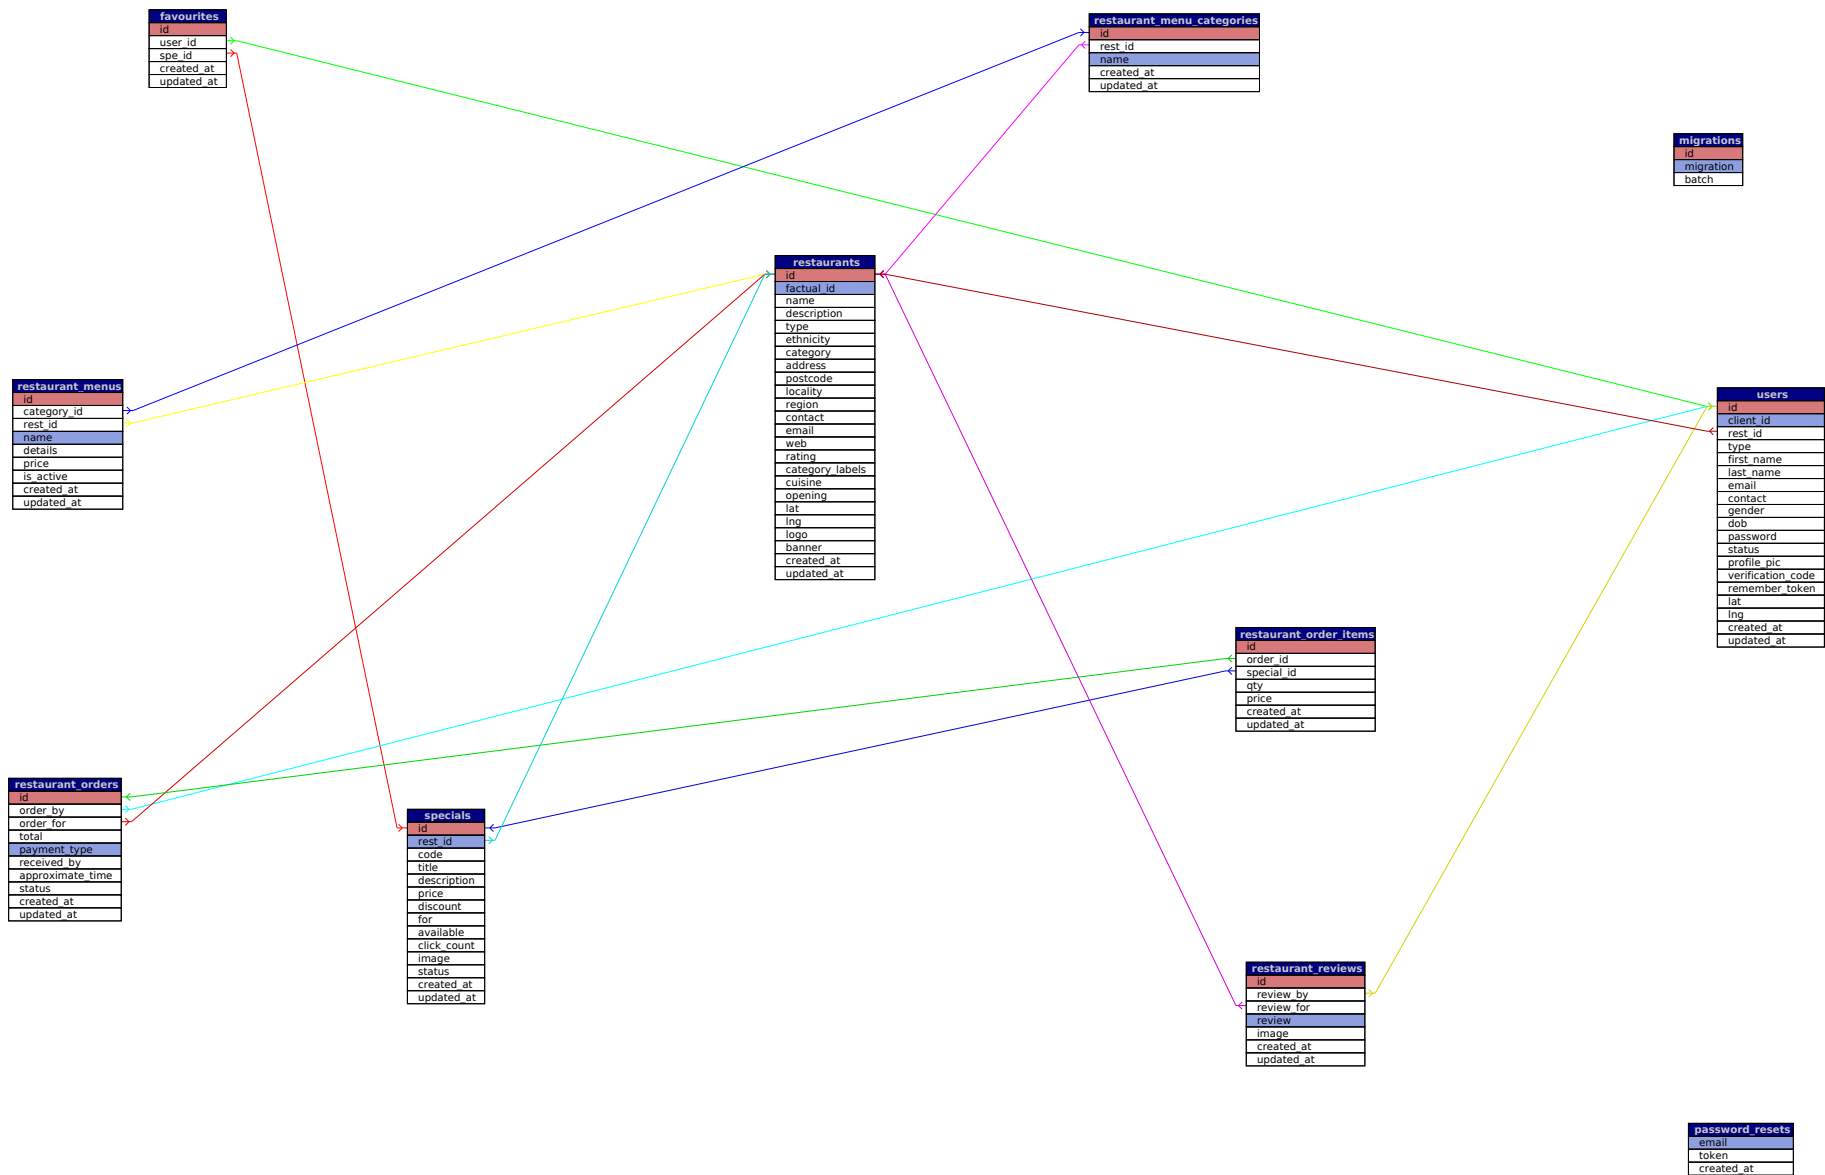 favourites
id
user_id
spe_id
created_at
updated_at
restaurant_menu_categories
id
rest_id
name
created_at
updated_at
migrations
id
migration
batch
restaurants
id
factual_id
name
description
type
ethnicity
category
address
postcode
locality
region
contact
email
web
rating
category_labels
cuisine
opening
lat
lng
logo
banner
created_at
updated_at
restaurant_menus
id
category_id
rest_id
name
details
price
is_active
created_at
updated_at
users
id
client_id
rest_id
type
first_name
last_name
email
contact
gender
dob
password
status
profile_pic
verification_code
remember_token
lat
lng
created_at
updated_at
restaurant_order_items
id
order_id
special_id
qty
price
created_at
updated_at
restaurant_orders
id
order_by
order_for
total
payment_type
received_by
approximate_time
status
created_at
updated_at
specials
id
rest_id
code
title
description
price
discount
for
available
click_count
image
status
created_at
updated_at
restaurant_reviews
id
review_by
review_for
review
image
created_at
updated_at
password_resets
email
token
created_at